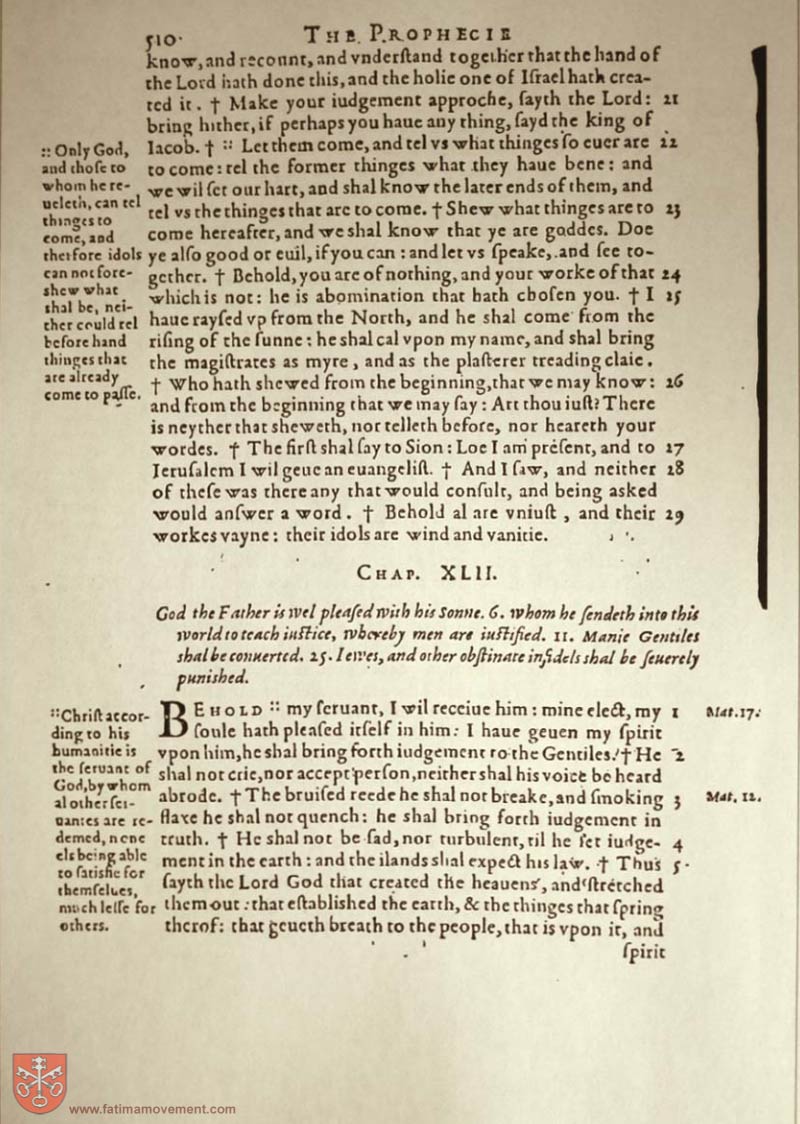 510.
THE PROPHECIE
know, and reconnt, and vnderſtand together that the hand of
the Lord hath done this, and the holie one of Iſrael hath crea-
ted it. † Make your iudgement approche, ſayth the Lord: 21
bring hither, if perhaps you haue any thing, ſayd the king of
Iacob. † :: Let them come, and tel vs what thinges ſo euer are 22
to come: tel the former thinges what they haue bene: and
we wil ſet our hart, and shal know the later ends of them, and
tel vs the thinges that are to come. † Shew what thinges are to 23
come hereafter, and we shal know that ye are goddes. Doe
ye alſo good or euil, if you can: and let vs ſpeake, and ſee to-
gether. † Behold, you are of nothing, and your worke of that 24
which is not: he is abomination that hath choſen you. † I 25
haue rayſed vp from the North, and he shal come from the
riſing of the ſunne: he shal cal vpon my name, and shal bring
the magiſtrates as myre, and as the plaſterer treading claie.
† Who hath shewed from the beginning, that we may know: 26
and from the beginning that we may ſay: Art thou iuſt? There
is neyther that sheweth, nor telleth before, nor heareth your
wordes. † The firſt shal ſay to Sion: Loe I am preſent, and to 27
Ieruſalem I wil geue an euangeliſt. † And I ſaw, and neither 28
of theſe was there any that would conſult, and being asked
would anſwer a word. † Behold al are vniuſt, and their 29
workes vayne: their idols are wind and vanitie.
:: Only God,
and thoſe to
whom he re-
ueleth, can tel
thinges to
come, and
therfore idols
can not fore-
shew what
shal be, nei-
ther could tel
before hand
thinges that
are already
come to paſſe.
CHAP. XLII.
God the Father is wel pleaſed with his Sonne. 6. whom he ſendeth into this
world to teach iuſtice, whereby men are iuſtified. 11. Manie Gentiles
shal be conuerted. 25. Iewes, and other obſtinate infidels shal be ſeuerely
punished.
BEHOLD :: my ſeruant, I wil receiue him: mine elect, my 1 Mat. 17.
ſoule hath pleaſed itſelf in him: I haue geuen my ſpirit
vpon him, he shal bring forth iudgement to the Gentiles. † He 2
shal not crie, nor accept perſon, neither shal his voice be heard
abrode. † The bruiſed reede he shal not breake, and ſmoking 3 Mat. 12.
flaxe he shal not quench: he shal bring forth iudgement in
truth. † He shal not be ſad, nor turbulent, til he ſet iudge- 4
ment in the earth: and the ilands shal expect his law. † Thus 5
ſayth the Lord God that created the heauens, and ſtretched
them out: that eſtablished the earth, & the thinges that ſpring
therof: that geueth breath to the people, that is vpon it, and
ſpirit
:: Chriſt accor-
ding to his
humanitie is
the ſeruant of
God, by whom
al other ſer-
uantes are re-
demed, none
els being able
to ſatisfie for
themſelues,
much leſſe for
others.
www.fatimamovement.com